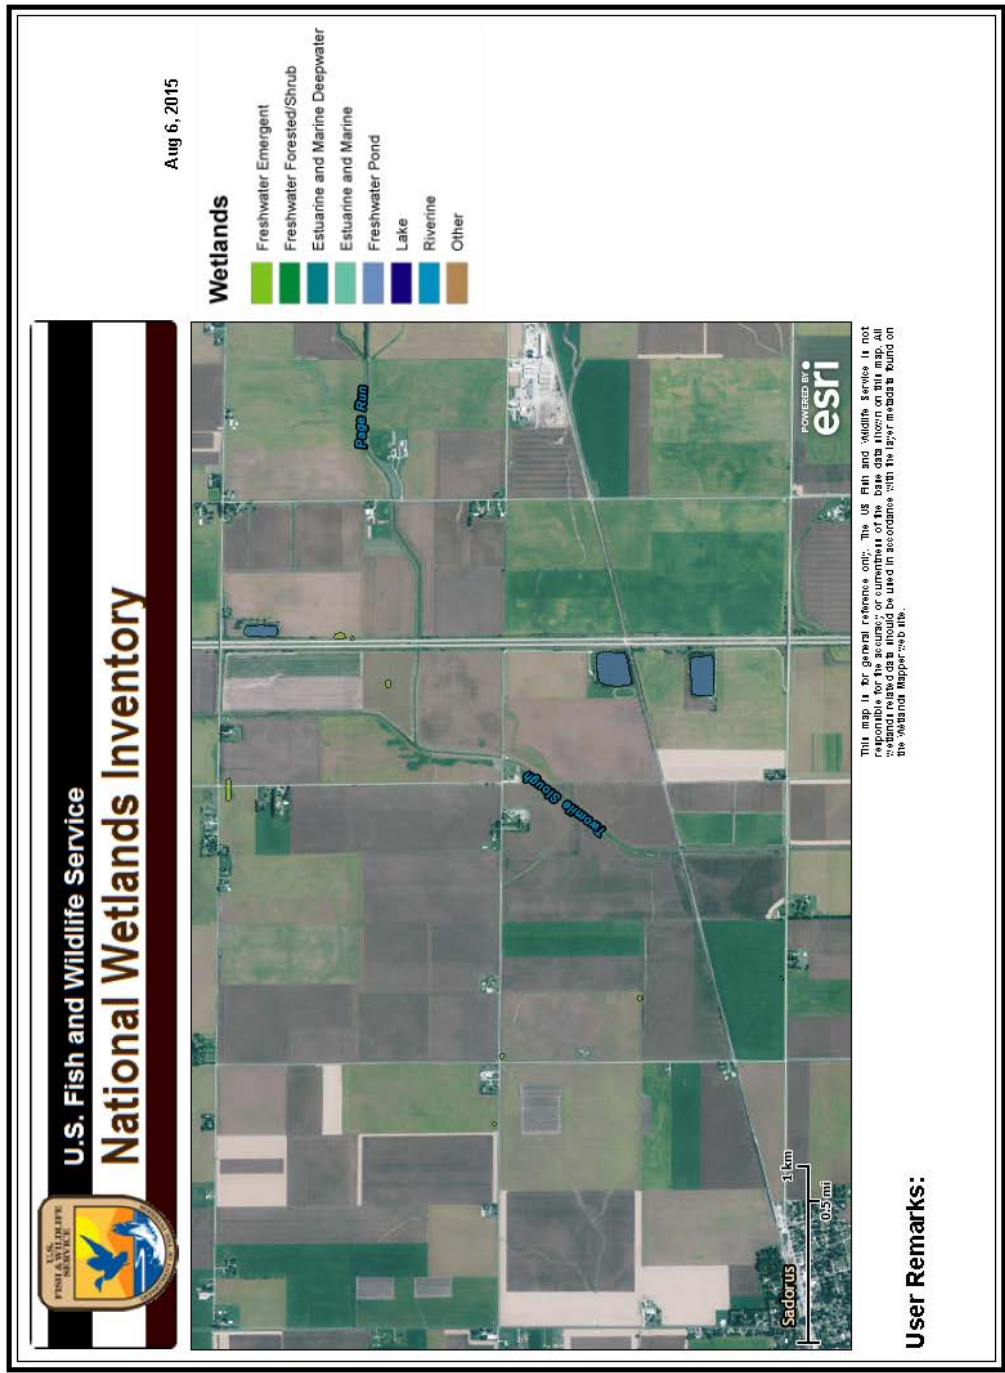 U.S.
FISH & WILDLIFE
SERVICE
U.S. Fish and Wildlife Service
National Wetlands Inventory
Aug 6, 2015
Wetlands
Freshwater Emergent
Freshwater Forested/Shrub
Estuarine and Marine Deepwater
Estuarine and Marine
Freshwater Pond
Lake
Riverine
Other
Page Run
Twomile Slough
Sadorus
1 km
0.5 mi
POWERED BY
esri
This map is for general reference only. The US Fish and Wildlife Service is not
responsible for the accuracy or currentness of the base data shown on this map. All
wetlands related data should be used in accordance with the layer metadata found on
the Wetlands Mapper web site.
User Remarks: